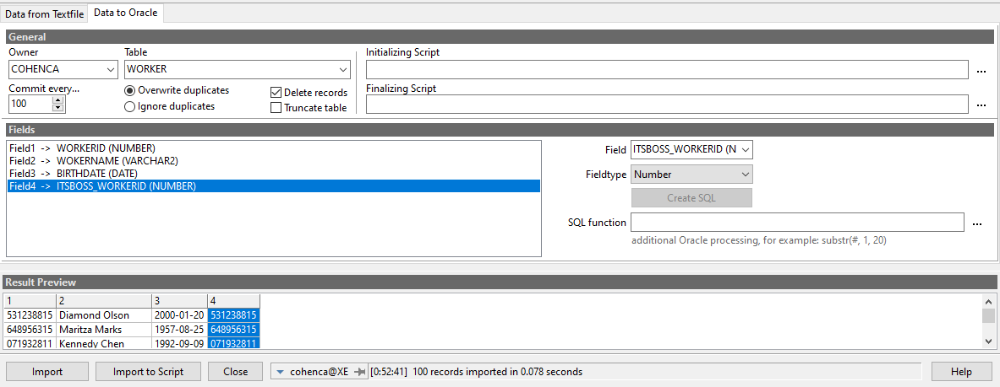 Data from Textfile Data to Oracle
General
Owner Table Initializing Script
COHENCA WORKER ...
Commit every... Overwrite duplicates Delete records Finalizing Script
100 Ignore duplicates Truncate table ...
Fields
Field1 -> WORKERID (NUMBER)
Field2 -> WOKERNAME (VARCHAR2)
Field3 -> BIRTHDATE (DATE)
Field4 -> ITSBOSS_WORKERID (NUMBER)
Field ITSBOSS_WORKERID (N
Fieldtype Number
Create SQL
SQL function ...
additional Oracle processing, for example: substr(#, 1, 20)
Result Preview
1 2 3 4
531238815 Diamond Olson 2000-01-20 531238815
648956315 Maritza Marks 1957-08-25 648956315
071932811 Kennedy Chen 1992-09-09 071932811
Import Import to Script Close cohenca@XE [0:52:41] 100 records imported in 0.078 seconds Help